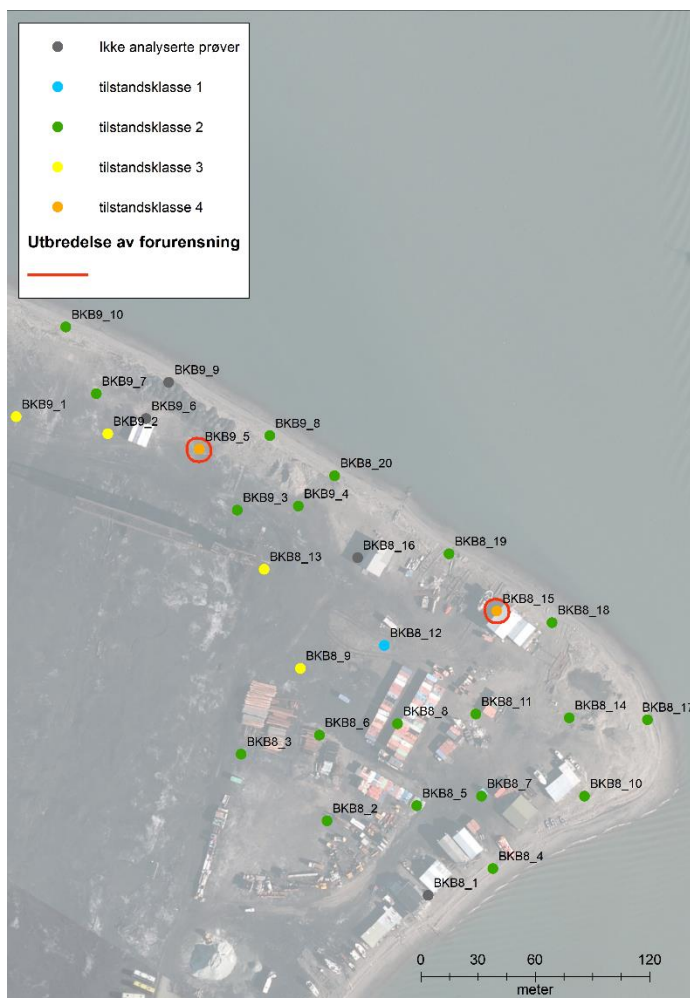 Ikke analyserte prøver
tilstandsklasse 1
tilstandsklasse 2
tilstandsklasse 3
tilstandsklasse 4
Utbredelse av forurensning
BKB9_10
BKB9_9
BKB9_7
BKB9_1
BKB9_6
BKB9_2
BKB9_8
BKB9_5
BKB8_20
BKB9_3
BKB9_4
BKB8_19
BKB8_16
BKB8_13
BKB8_15
BKB8_18
BKB8_12
BKB8_9
BKB8_11
BKB8_14
BKB8_17
BKB8_8
BKB8_6
BKB8_3
BKB8_7
BKB8_10
BKB8_5
BKB8_2
BKB8_4
BKB8_1
0 30 60 90 120
meter